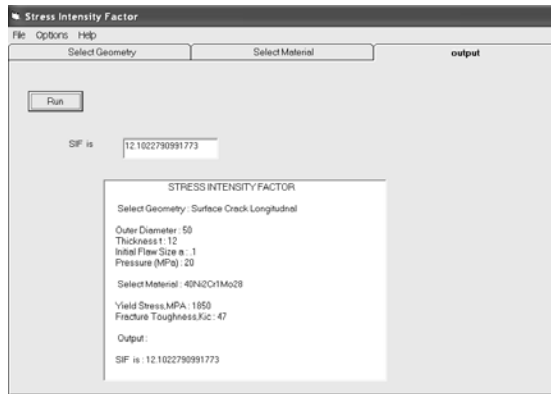 Stress Intensity Factor
File Options Help
Select Geometry Select Material output
Run
SIF is 12.1022790991773
STRESS INTENSITY FACTOR
Select Geometry : Surface Crack Longitudnal
Outer Diameter : 50
Thickness t : 12
Initial Flaw Size a : .1
Pressure (MPa) : 20
Select Material : 40Ni2Cr1Mo28
Yield Stress,MPA : 1850
Fracture Toughness,Kic : 47
Output :
SIF is : 12.1022790991773